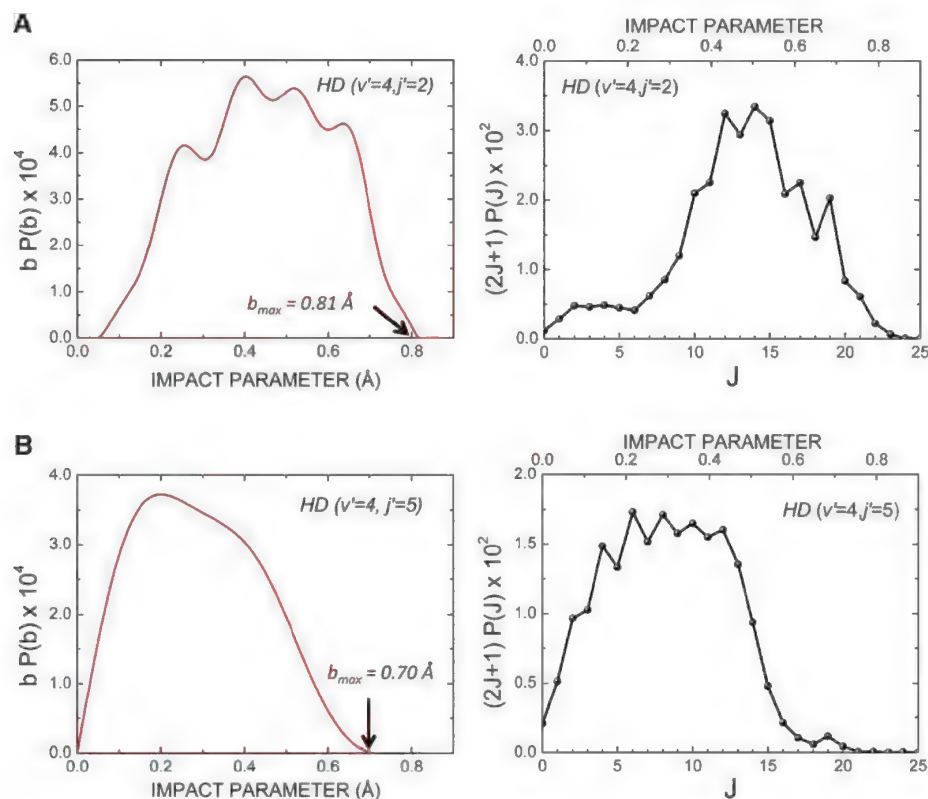 A
6.0
5.0
4.0
3.0
2.0
1.0
0.0
b P(b) x 10⁴
HD (v'=4,j'=2)
b_max = 0.81 Å
0.0 0.2 0.4 0.6 0.8
IMPACT PARAMETER (Å)
IMPACT PARAMETER
0.0 0.2 0.4 0.6 0.8
4.0
3.0
2.0
1.0
0.0
(2J+1) P(J) x 10²
HD (v'=4,j'=2)
0 5 10 15 20 25
J
B
4.0
3.0
2.0
1.0
0.0
b P(b) x 10⁴
HD (v'=4, j'=5)
b_max = 0.70 Å
0.0 0.2 0.4 0.6 0.8
IMPACT PARAMETER (Å)
IMPACT PARAMETER
0.0 0.2 0.4 0.6 0.8
2.0
1.5
1.0
0.5
0.0
(2J+1) P(J) x 10²
HD (v'=4,j'=5)
0 5 10 15 20 25
J